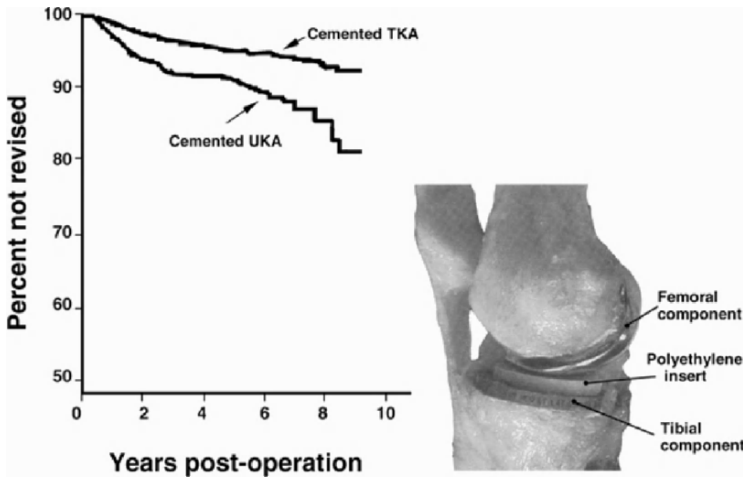 100
90
80
70
60
50
0
2
4
6
8
10
Percent not revised
Years post-operation
Cemented TKA
Cemented UKA
Femoral
component
Polyethylene
insert
Tibial
component